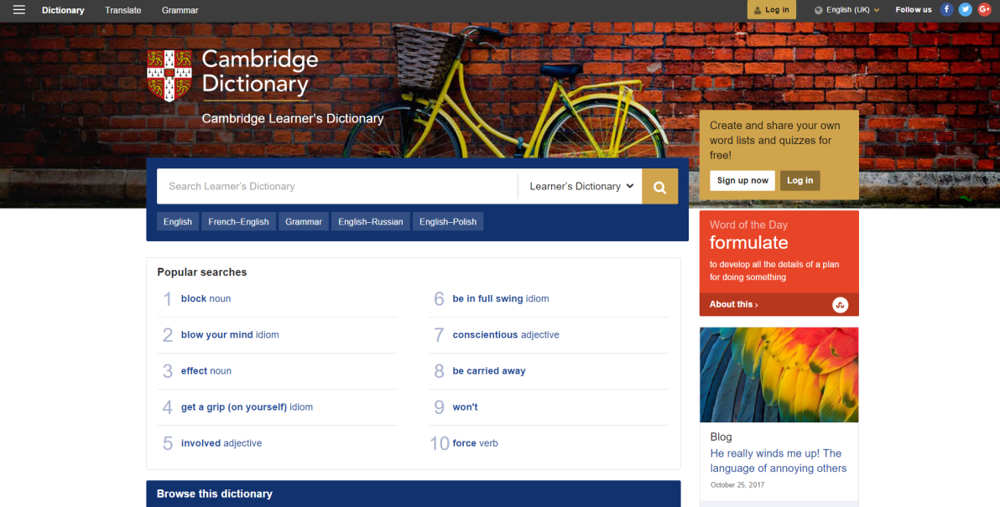 Dictionary Translate Grammar Log in English (UK) Follow us
Cambridge
Dictionary
Cambridge Learner's Dictionary
Create and share your own
word lists and quizzes for
free!
Sign up now Log in
Search Learner's Dictionary Learner's Dictionary
English French–English Grammar English–Russian English–Polish
Word of the Day
formulate
to develop all the details of a plan
for doing something
About this ›
Popular searches
1 block noun
2 blow your mind idiom
3 effect noun
4 get a grip (on yourself) idiom
5 involved adjective
6 be in full swing idiom
7 conscientious adjective
8 be carried away
9 won't
10 force verb
Blog
He really winds me up! The
language of annoying others
October 25, 2017
Browse this dictionary